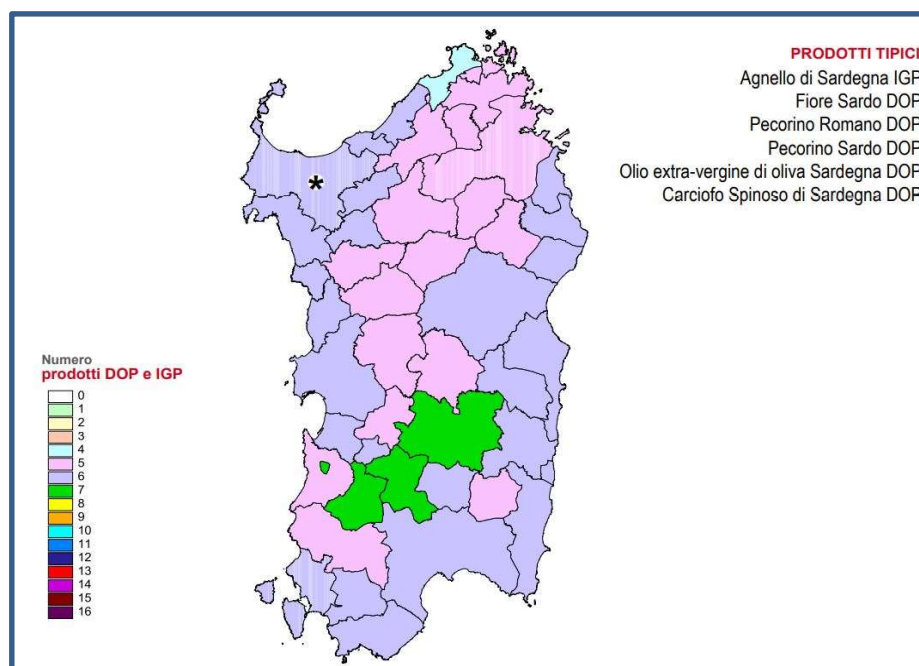 PRODOTTI TIPICI
Agnello di Sardegna IGP
Fiore Sardo DOP
Pecorino Romano DOP
Pecorino Sardo DOP
Olio extra-vergine di oliva Sardegna DOP
Carciofo Spinoso di Sardegna DOP
*
Numero
prodotti DOP e IGP
0
1
2
3
4
5
6
7
8
9
10
11
12
13
14
15
16